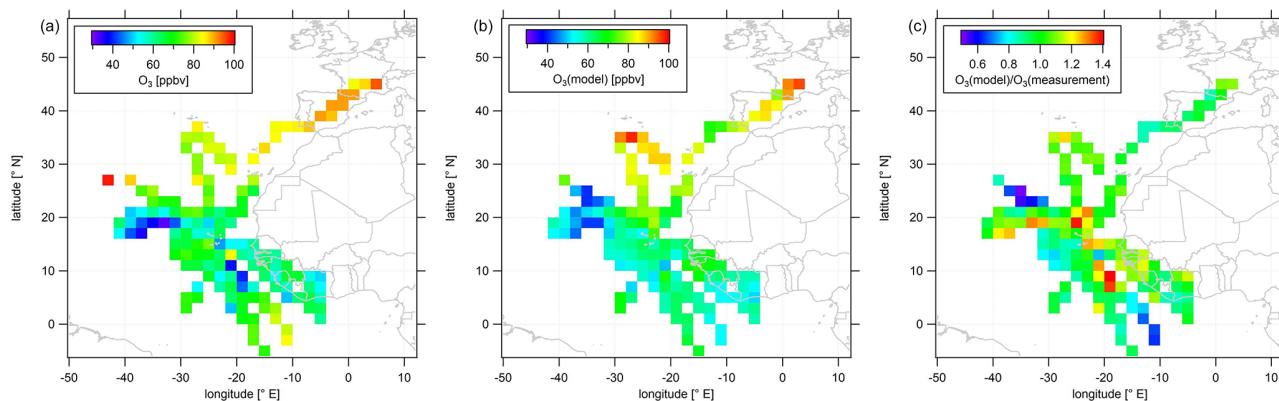 (a)
40 60 80 100
O₃ [ppbv]
50
40
30
20
10
0
latitude [° N]
-50 -40 -30 -20 -10 0 10
longitude [° E]
(b)
40 60 80 100
O₃(model) [ppbv]
50
40
30
20
10
0
latitude [° N]
-50 -40 -30 -20 -10 0 10
longitude [° E]
(c)
0.6 0.8 1.0 1.2 1.4
O₃(model)/O₃(measurement)
50
40
30
20
10
0
latitude [° N]
-50 -40 -30 -20 -10 0 10
longitude [° E]